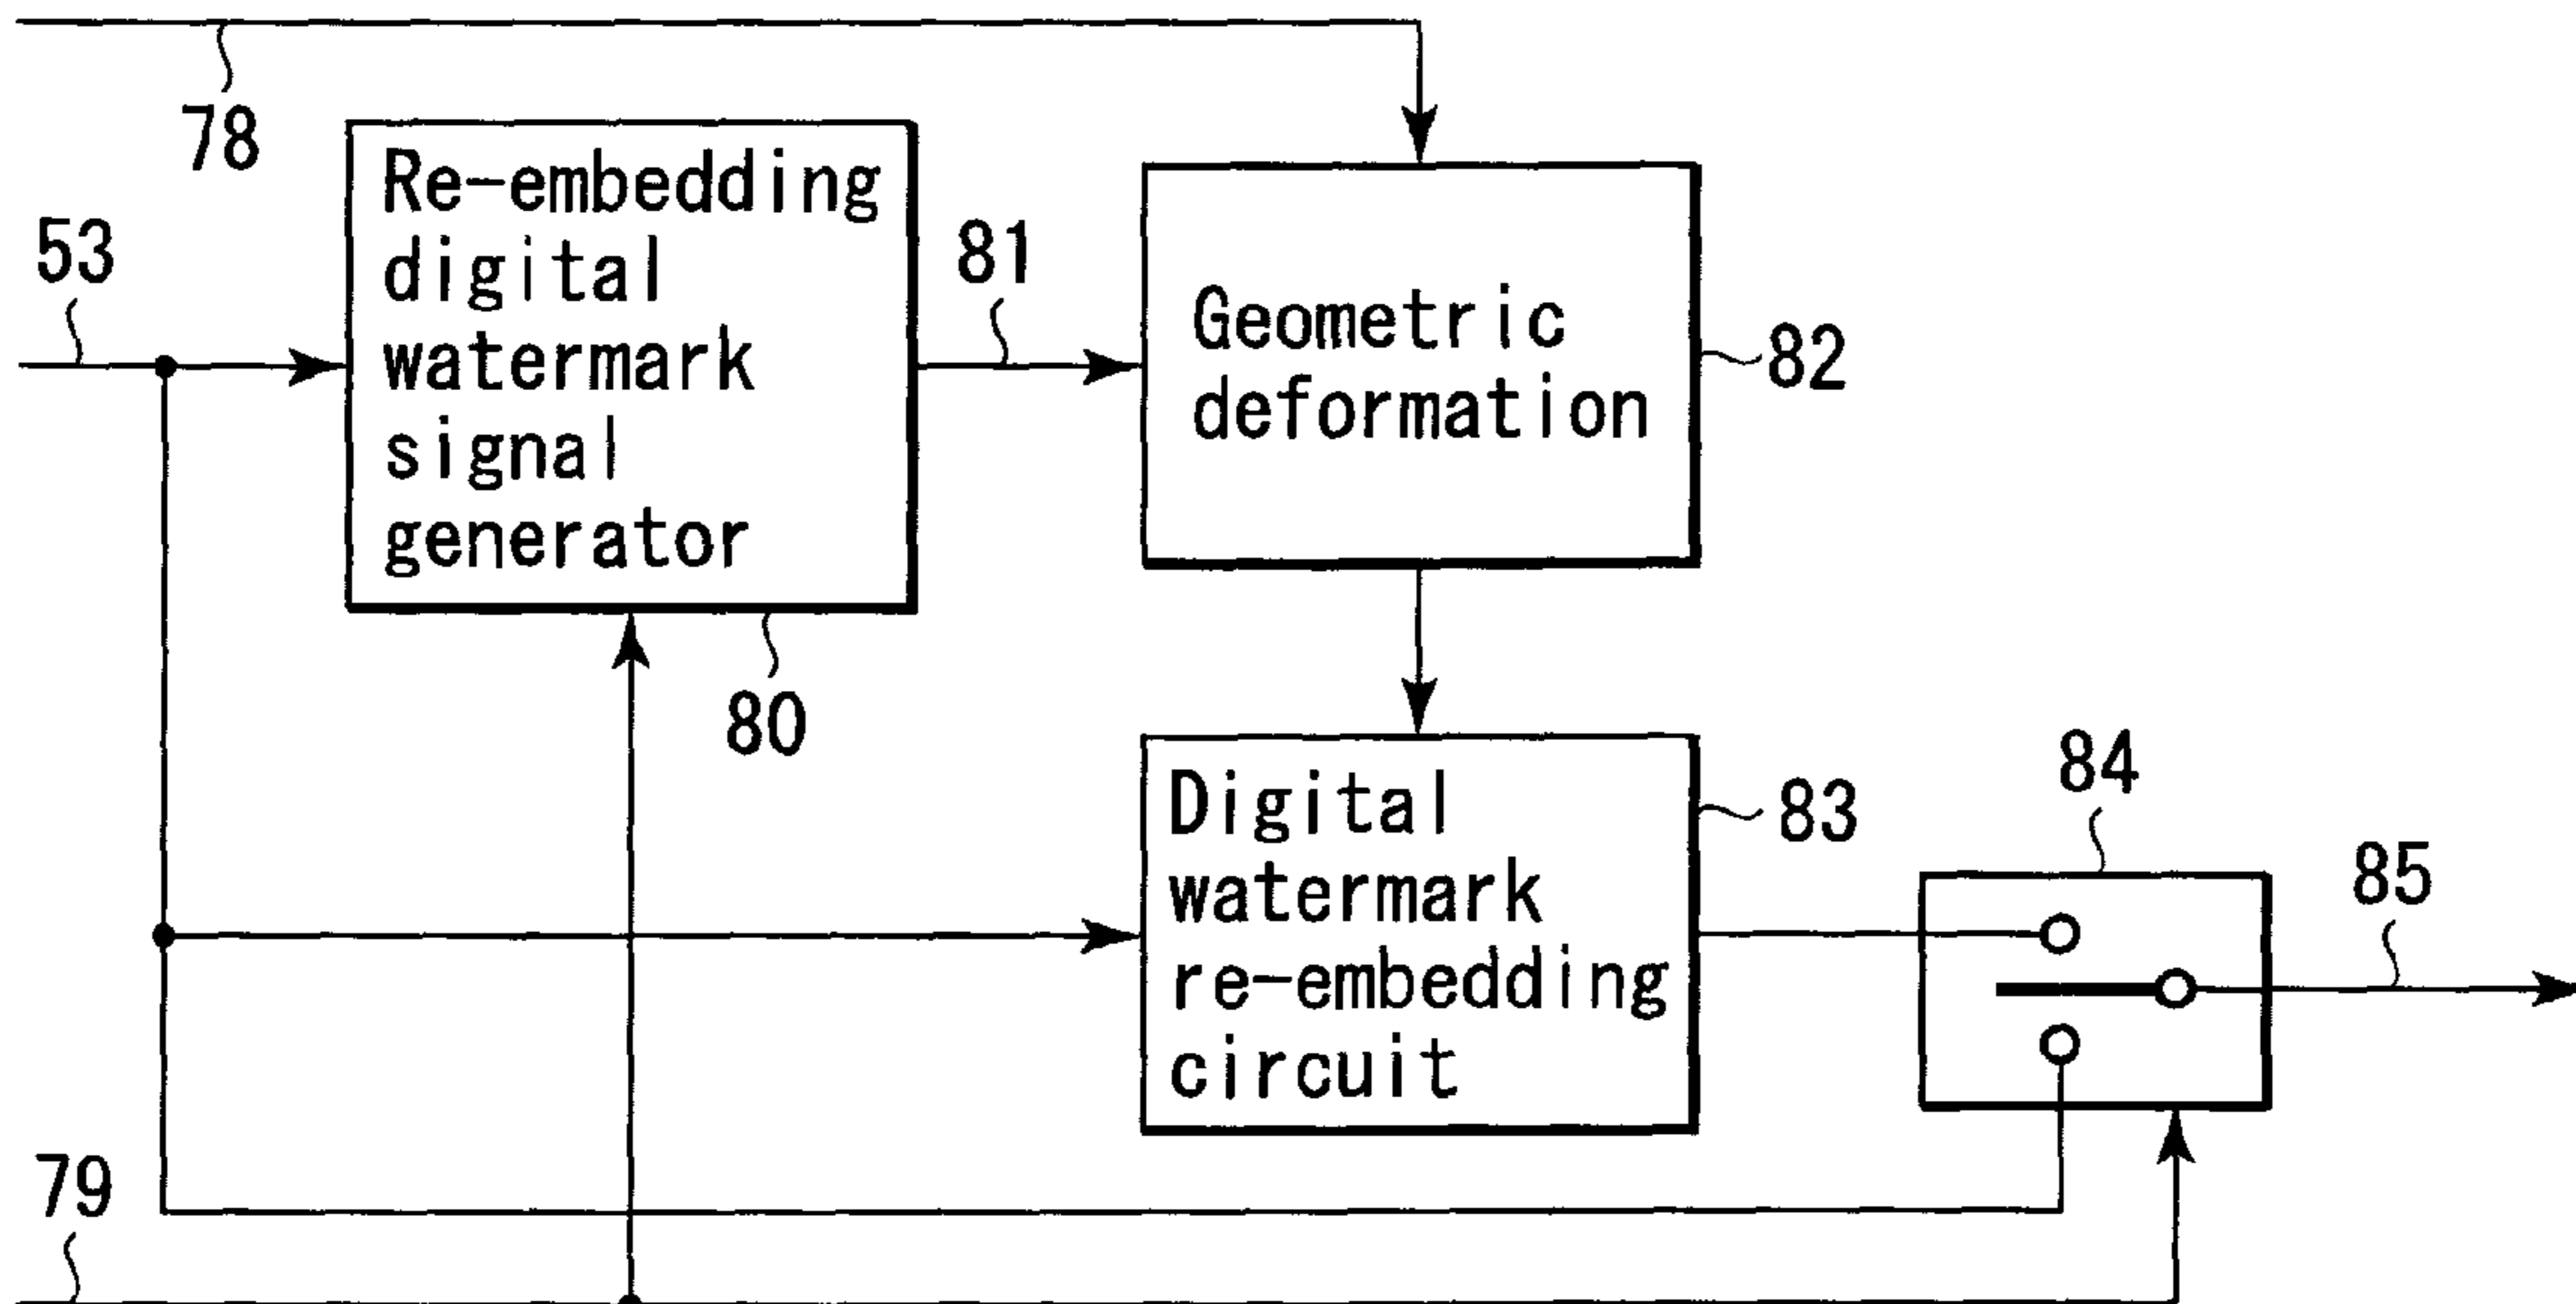 78
53
Re-embedding
digital
watermark
signal
generator
80
81
Geometric
deformation
82
Digital
watermark
re-embedding
circuit
83
84
85
79